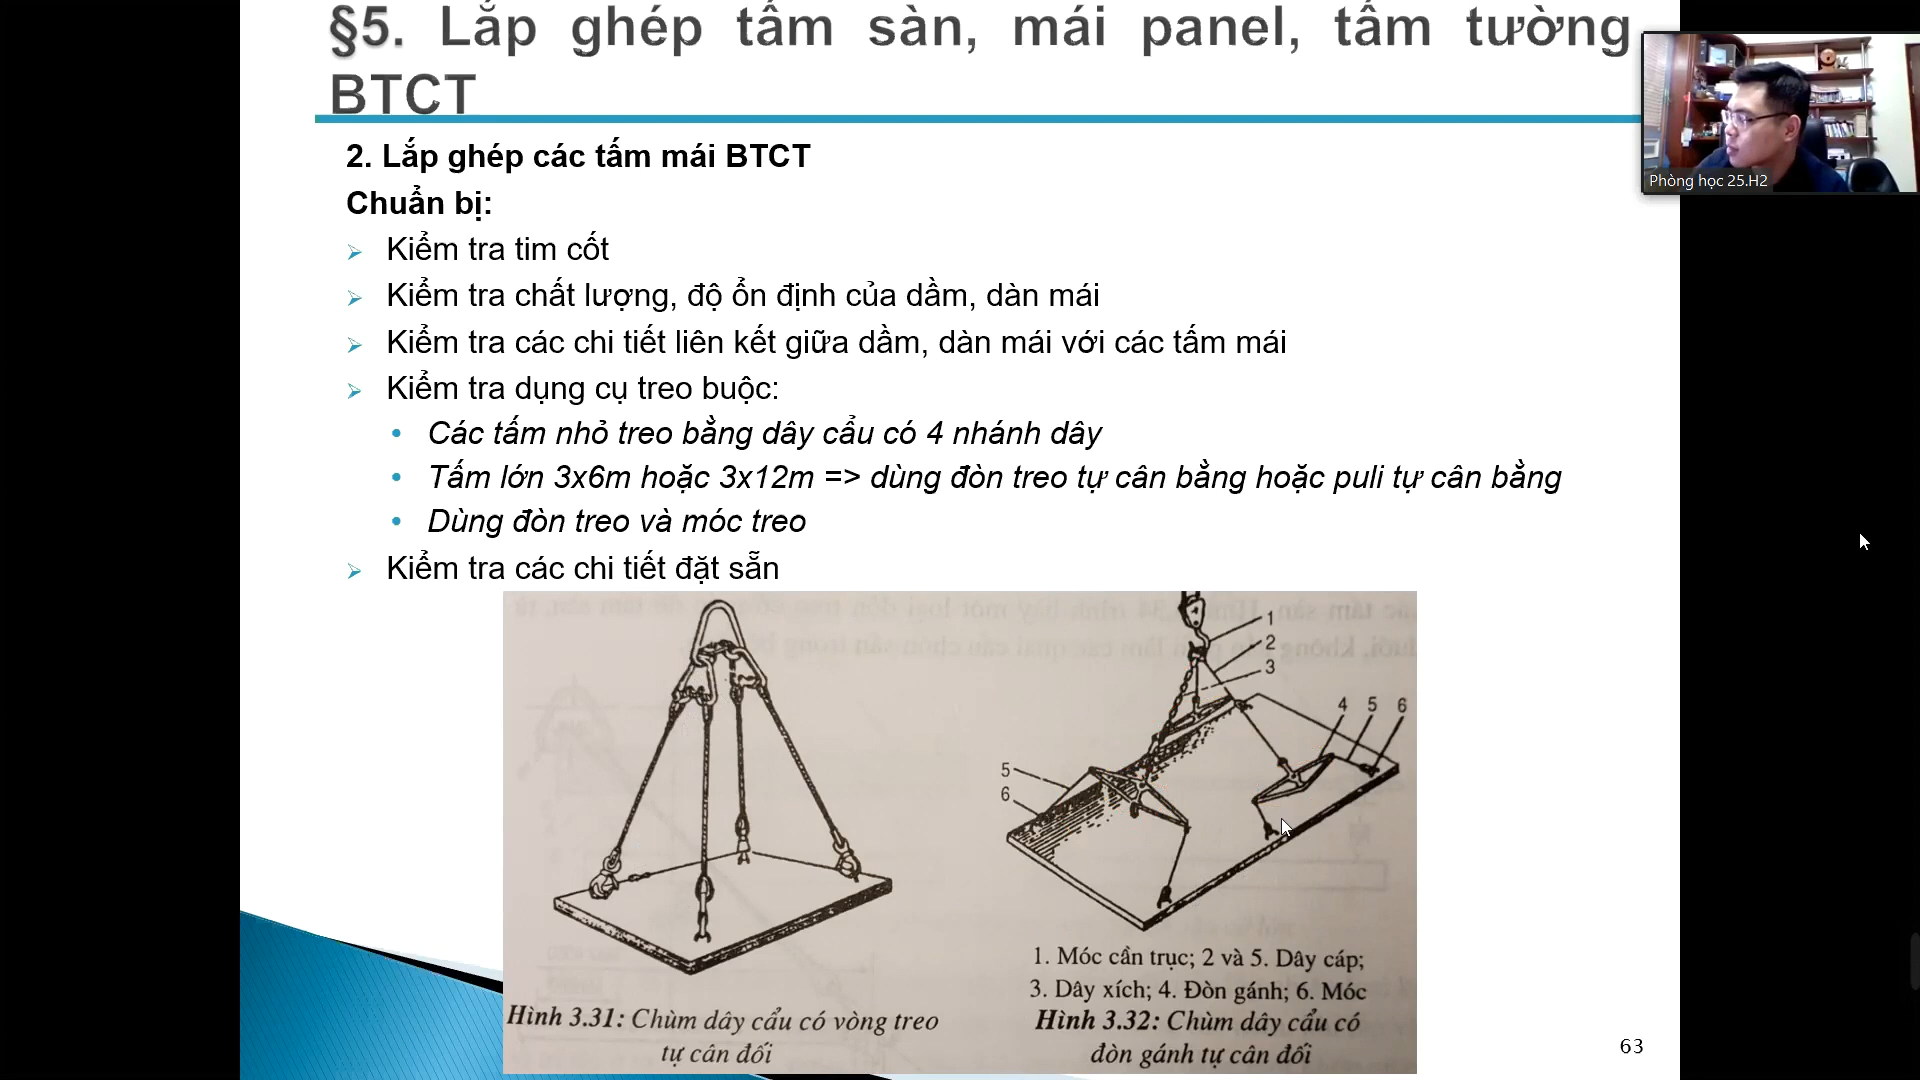 §5. Lắp ghép tấm sàn, mái panel, tấm tường
BTCT
Phòng học 25.H2
2. Lắp ghép các tấm mái BTCT
Chuẩn bị:
Kiểm tra tim cốt
Kiểm tra chất lượng, độ ổn định của dầm, dàn mái
Kiểm tra các chi tiết liên kết giữa dầm, dàn mái với các tấm mái
Kiểm tra dụng cụ treo buộc:
Các tấm nhỏ treo bằng dây cẩu có 4 nhánh dây
Tấm lớn 3x6m hoặc 3x12m => dùng đòn treo tự cân bằng hoặc puli tự cân bằng
Dùng đòn treo và móc treo
Kiểm tra các chi tiết đặt sẵn
1
2
3
4 5 6
5
6
Hình 3.31: Chùm dây cẩu có vòng treo
tự cân đối
1. Móc cần trục; 2 và 5. Dây cáp;
3. Dây xích; 4. Đòn gánh; 6. Móc
Hình 3.32: Chùm dây cẩu có
đòn gánh tự cân đối
63